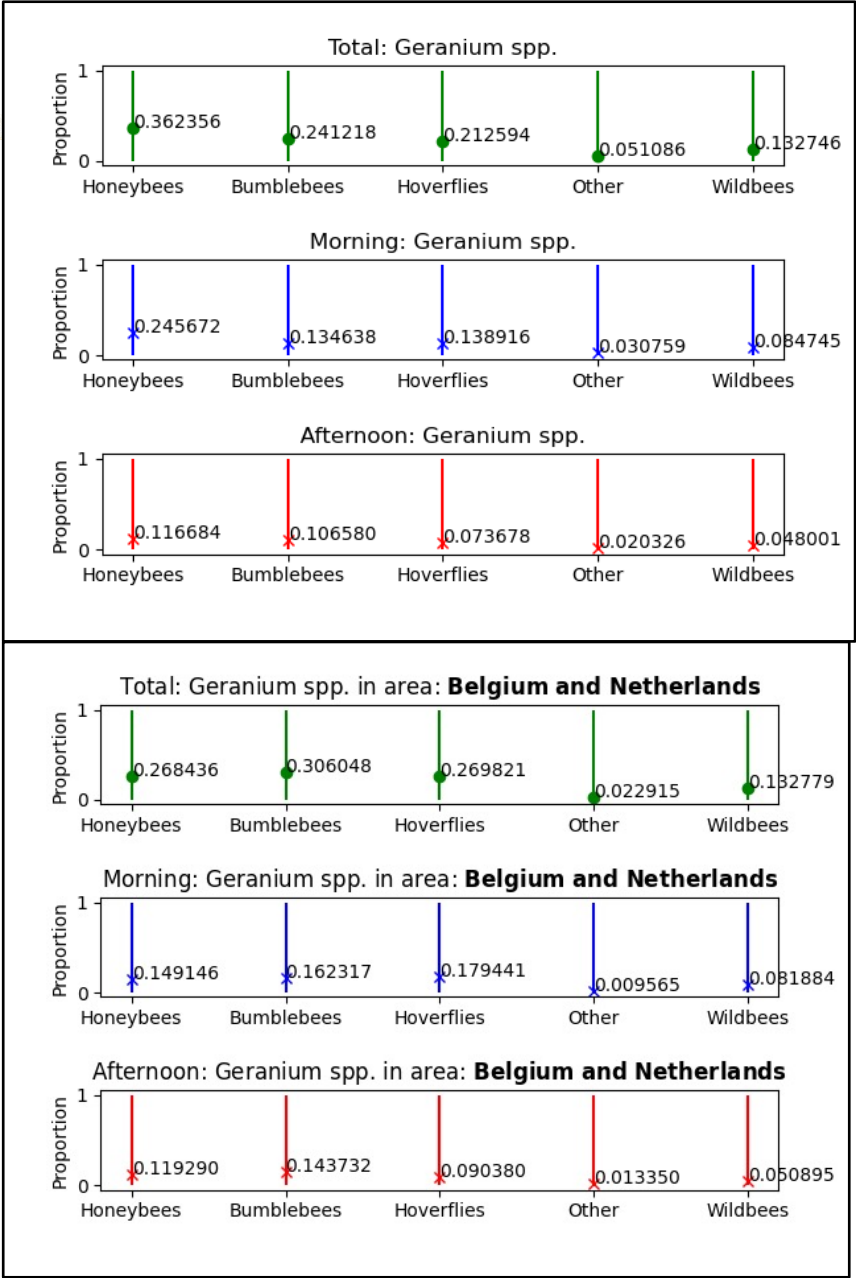 Total: Geranium spp.
Proportion
1
0
0.362356
0.241218
0.212594
0.051086
0.132746
Honeybees Bumblebees Hoverflies Other Wildbees
Morning: Geranium spp.
Proportion
1
0
0.245672
0.134638
0.138916
0.030759
0.084745
Honeybees Bumblebees Hoverflies Other Wildbees
Afternoon: Geranium spp.
Proportion
1
0
0.116684
0.106580
0.073678
0.020326
0.048001
Honeybees Bumblebees Hoverflies Other Wildbees
Total: Geranium spp. in area: Belgium and Netherlands
Proportion
1
0
0.268436
0.306048
0.269821
0.022915
0.132779
Honeybees Bumblebees Hoverflies Other Wildbees
Morning: Geranium spp. in area: Belgium and Netherlands
Proportion
1
0
0.149146
0.162317
0.179441
0.009565
0.081884
Honeybees Bumblebees Hoverflies Other Wildbees
Afternoon: Geranium spp. in area: Belgium and Netherlands
Proportion
1
0
0.119290
0.143732
0.090380
0.013350
0.050895
Honeybees Bumblebees Hoverflies Other Wildbees